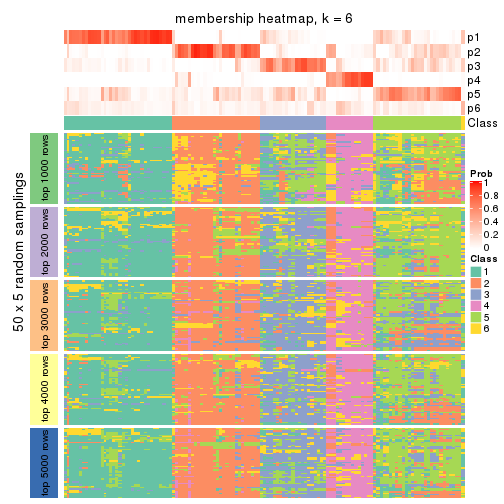 membership heatmap, k = 6
p1
p2
p3
p4
p5
p6
Class
50 x 5 random samplings
top 1000 rows
top 2000 rows
top 3000 rows
top 4000 rows
top 5000 rows
Prob
1
0.8
0.6
0.4
0.2
0
Class
1
2
3
4
5
6